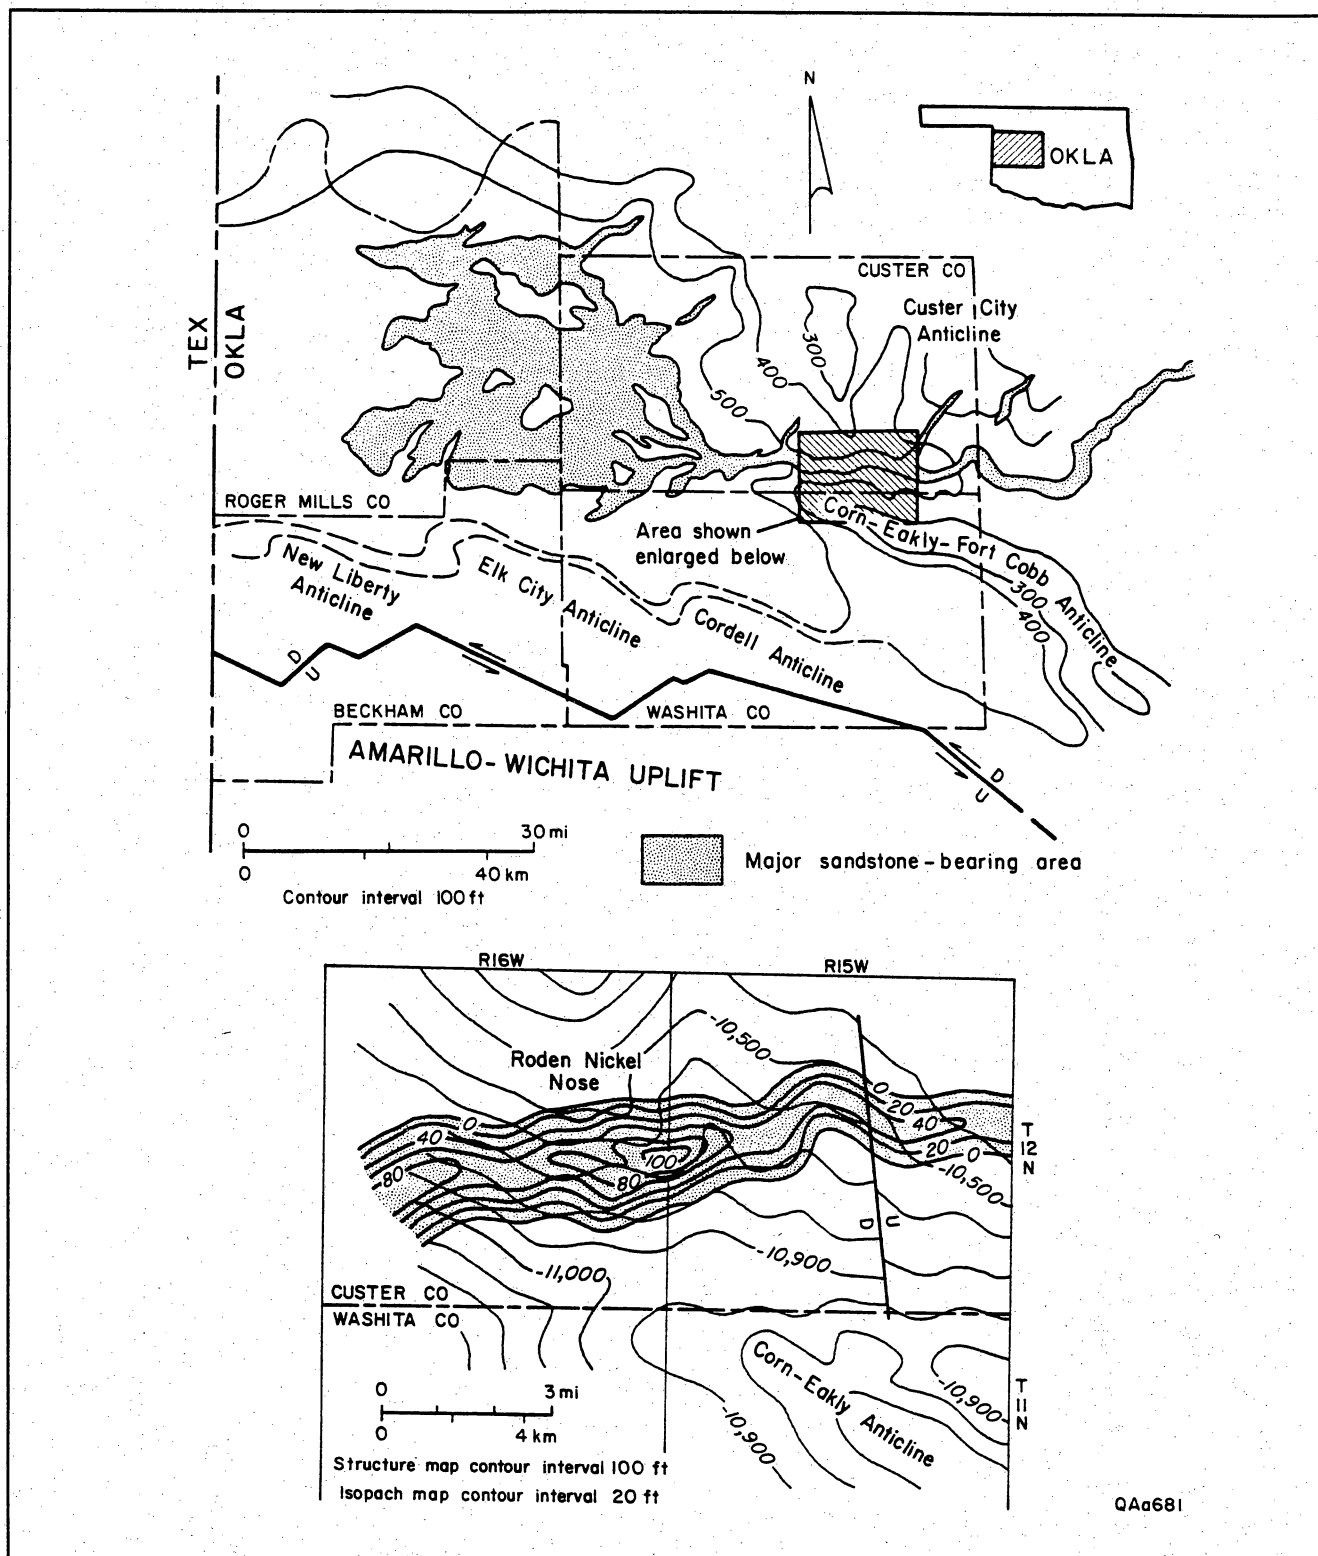 N
OKLA
CUSTER CO
Custer City
Anticline
TEX
OKLA
300
400
500
ROGER MILLS CO
Area shown
enlarged below
Corn-Eakly-Fort Cobb Anticline
300
400
New Liberty
Anticline
Elk City Anticline
Cordell Anticline
D
U
BECKHAM CO
WASHITA CO
AMARILLO-WICHITA UPLIFT
D
U
0 30 mi
0 40 km
Contour interval 100 ft
Major sandstone-bearing area
R16W R15W
-10,500
Roden Nickel
Nose
0
20
40
0
40
80
100
80
20
0
-10,500
T
12
N
D U
-10,900
-11,000
CUSTER CO
WASHITA CO
Corn-Eakly Anticline
-10,900
-10,900
T
11
N
0 3 mi
0 4 km
Structure map contour interval 100 ft
Isopach map contour interval 20 ft
QAa681